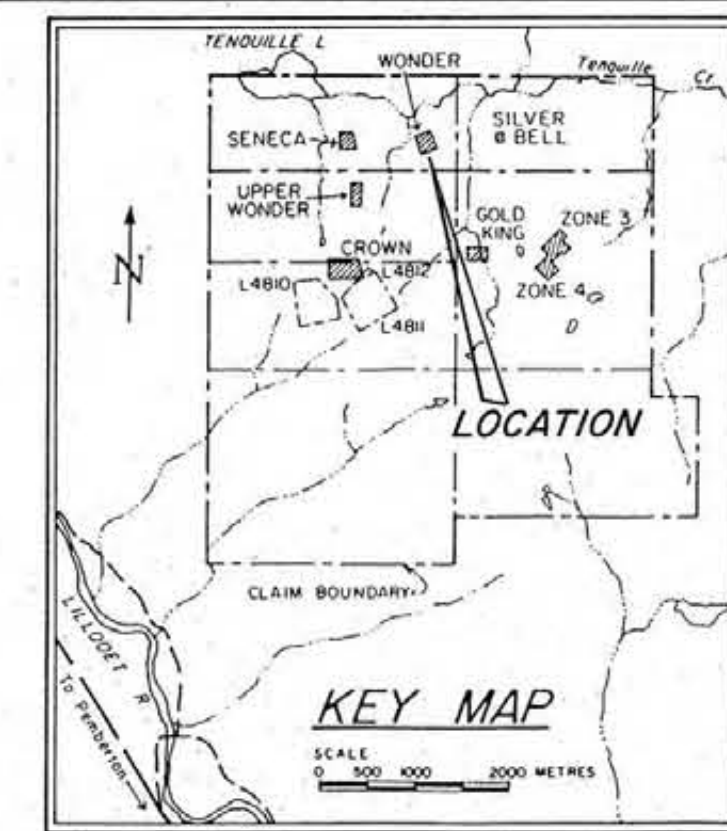 TENQUILLE L
WONDER
Tenquille Cr.
SENECA
SILVER
BELL
UPPER
WONDER
GOLD
KING
ZONE 3
CROWN
L4810
L4812
ZONE 4
L4811
N
LOCATION
CLAIM BOUNDARY
LILLOOET R.
To Pemberton
KEY MAP
SCALE
0 500 1000 2000 METRES